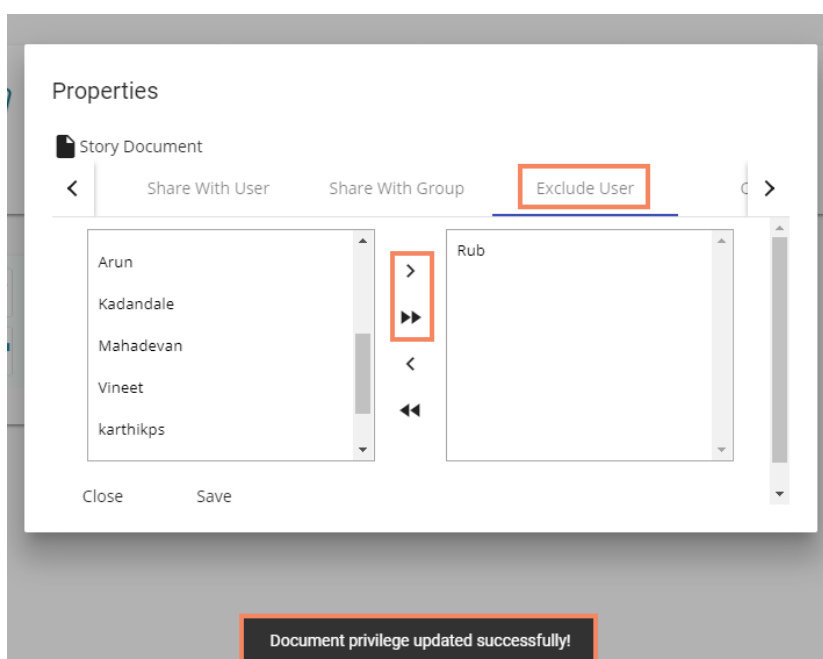 Properties
Story Document
Share With User Share With Group Exclude User
Arun
Kadandale
Mahadevan
Vineet
karthikps
Rub
Close Save
Document privilege updated successfully!